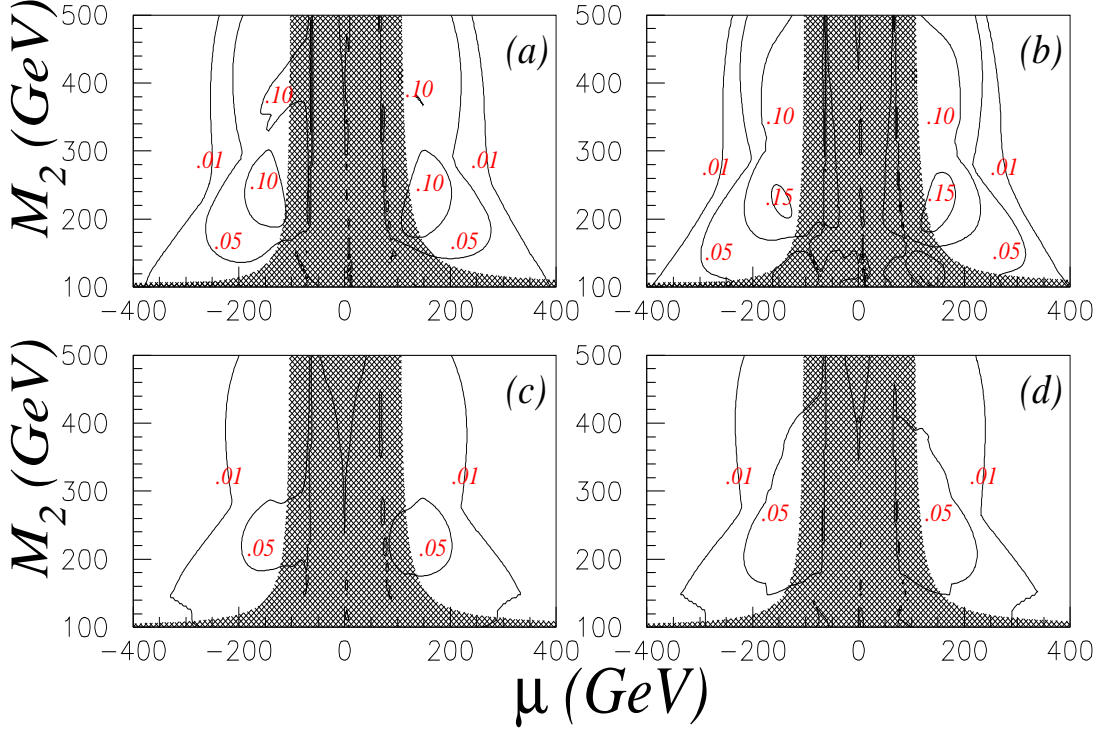 500 (a) 500 (b)
400 .10 .10 400 .10 .10
300 .01 .01 300 .01 .01
.10 .10 .15 .15
200 .05 .05 200 .05 .05
100 100
−400 −200 0 200 400 −400 −200 0 200 400
M2 (GeV)
500 (c) 500 (d)
400 400
.01 .01 .01 .01
300 300
.05 .05 .05 .05
200 200
100 100
−400 −200 0 200 400 −400 −200 0 200 400
M2 (GeV)
μ (GeV)